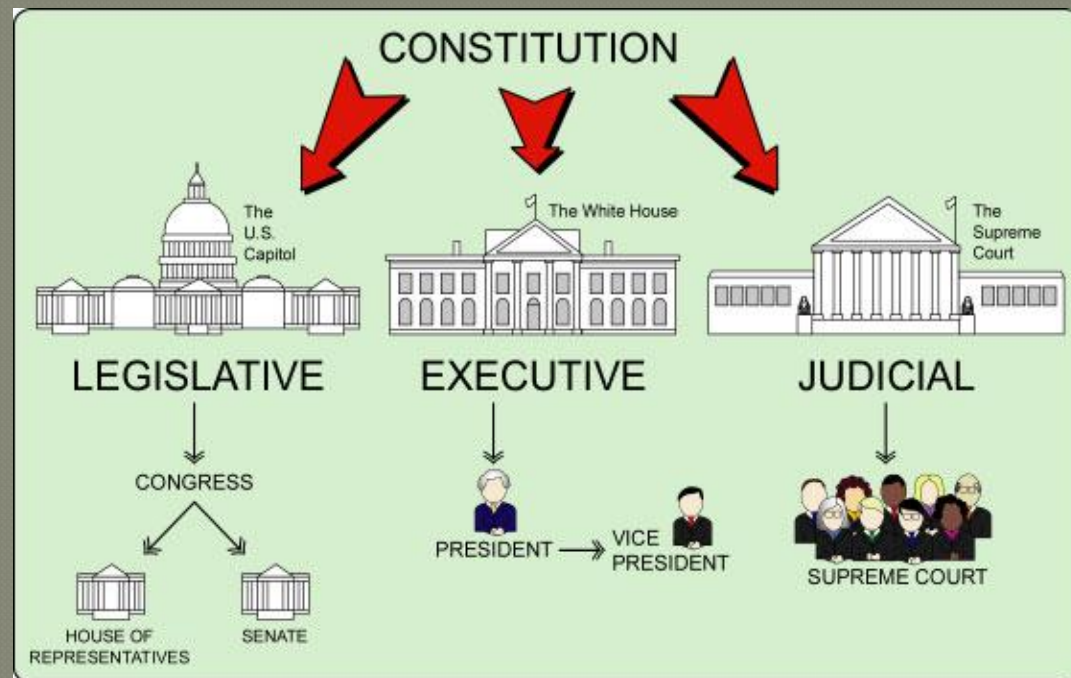 CONSTITUTION
The
U.S.
Capitol
The White House
The
Supreme
Court
LEGISLATIVE
EXECUTIVE
JUDICIAL
CONGRESS
PRESIDENT
VICE
PRESIDENT
SUPREME COURT
HOUSE OF
REPRESENTATIVES
SENATE